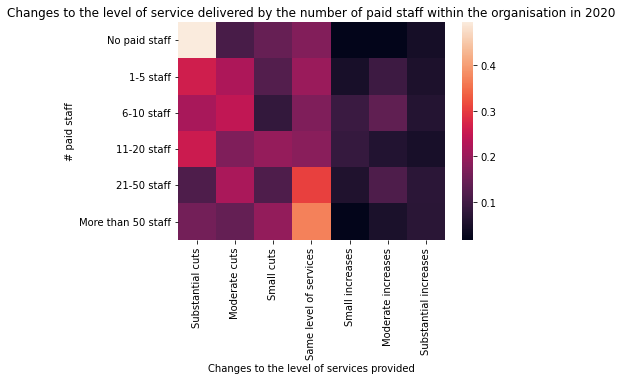 Changes to the level of service delivered by the number of paid staff within the organisation in 2020
# paid staff
No paid staff
1-5 staff
6-10 staff
11-20 staff
21-50 staff
More than 50 staff
0.4
0.3
0.2
0.1
Substantial cuts
Moderate cuts
Small cuts
Same level of services
Small increases
Moderate increases
Substantial increases
Changes to the level of services provided